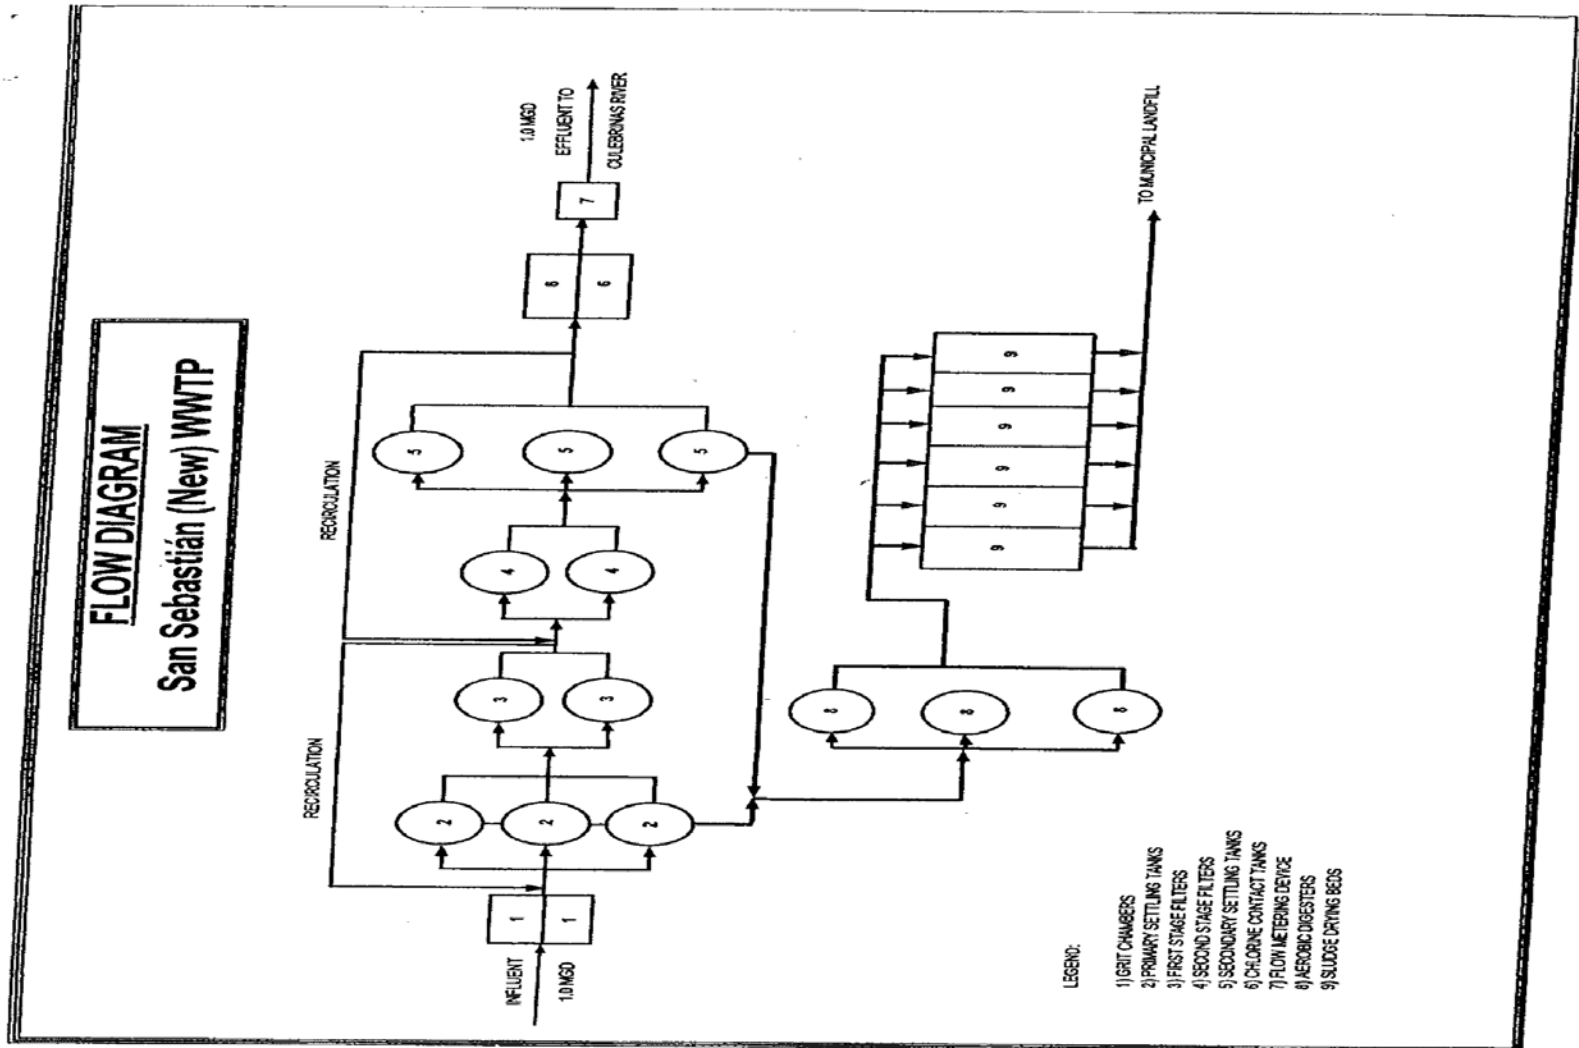 FLOW DIAGRAM
San Sebastián (New) WWTP
INFLUENT
1.0 MGD
1
1
RECIRCULATION
2
2
2
3
3
RECIRCULATION
4
4
5
5
5
6
6
7
1.0 MGD
EFFLUENT TO
CULEBRINAS RIVER
8
8
8
9
9
9
9
9
9
TO MUNICIPAL LANDFILL
LEGEND:
1) GRIT CHAMBERS
2) PRIMARY SETTLING TANKS
3) FIRST STAGE FILTERS
4) SECOND STAGE FILTERS
5) SECONDARY SETTLING TANKS
6) CHLORINE CONTACT TANKS
7) FLOW METERING DEVICE
8) AEROBIC DIGESTERS
9) SLUDGE DRYING BEDS